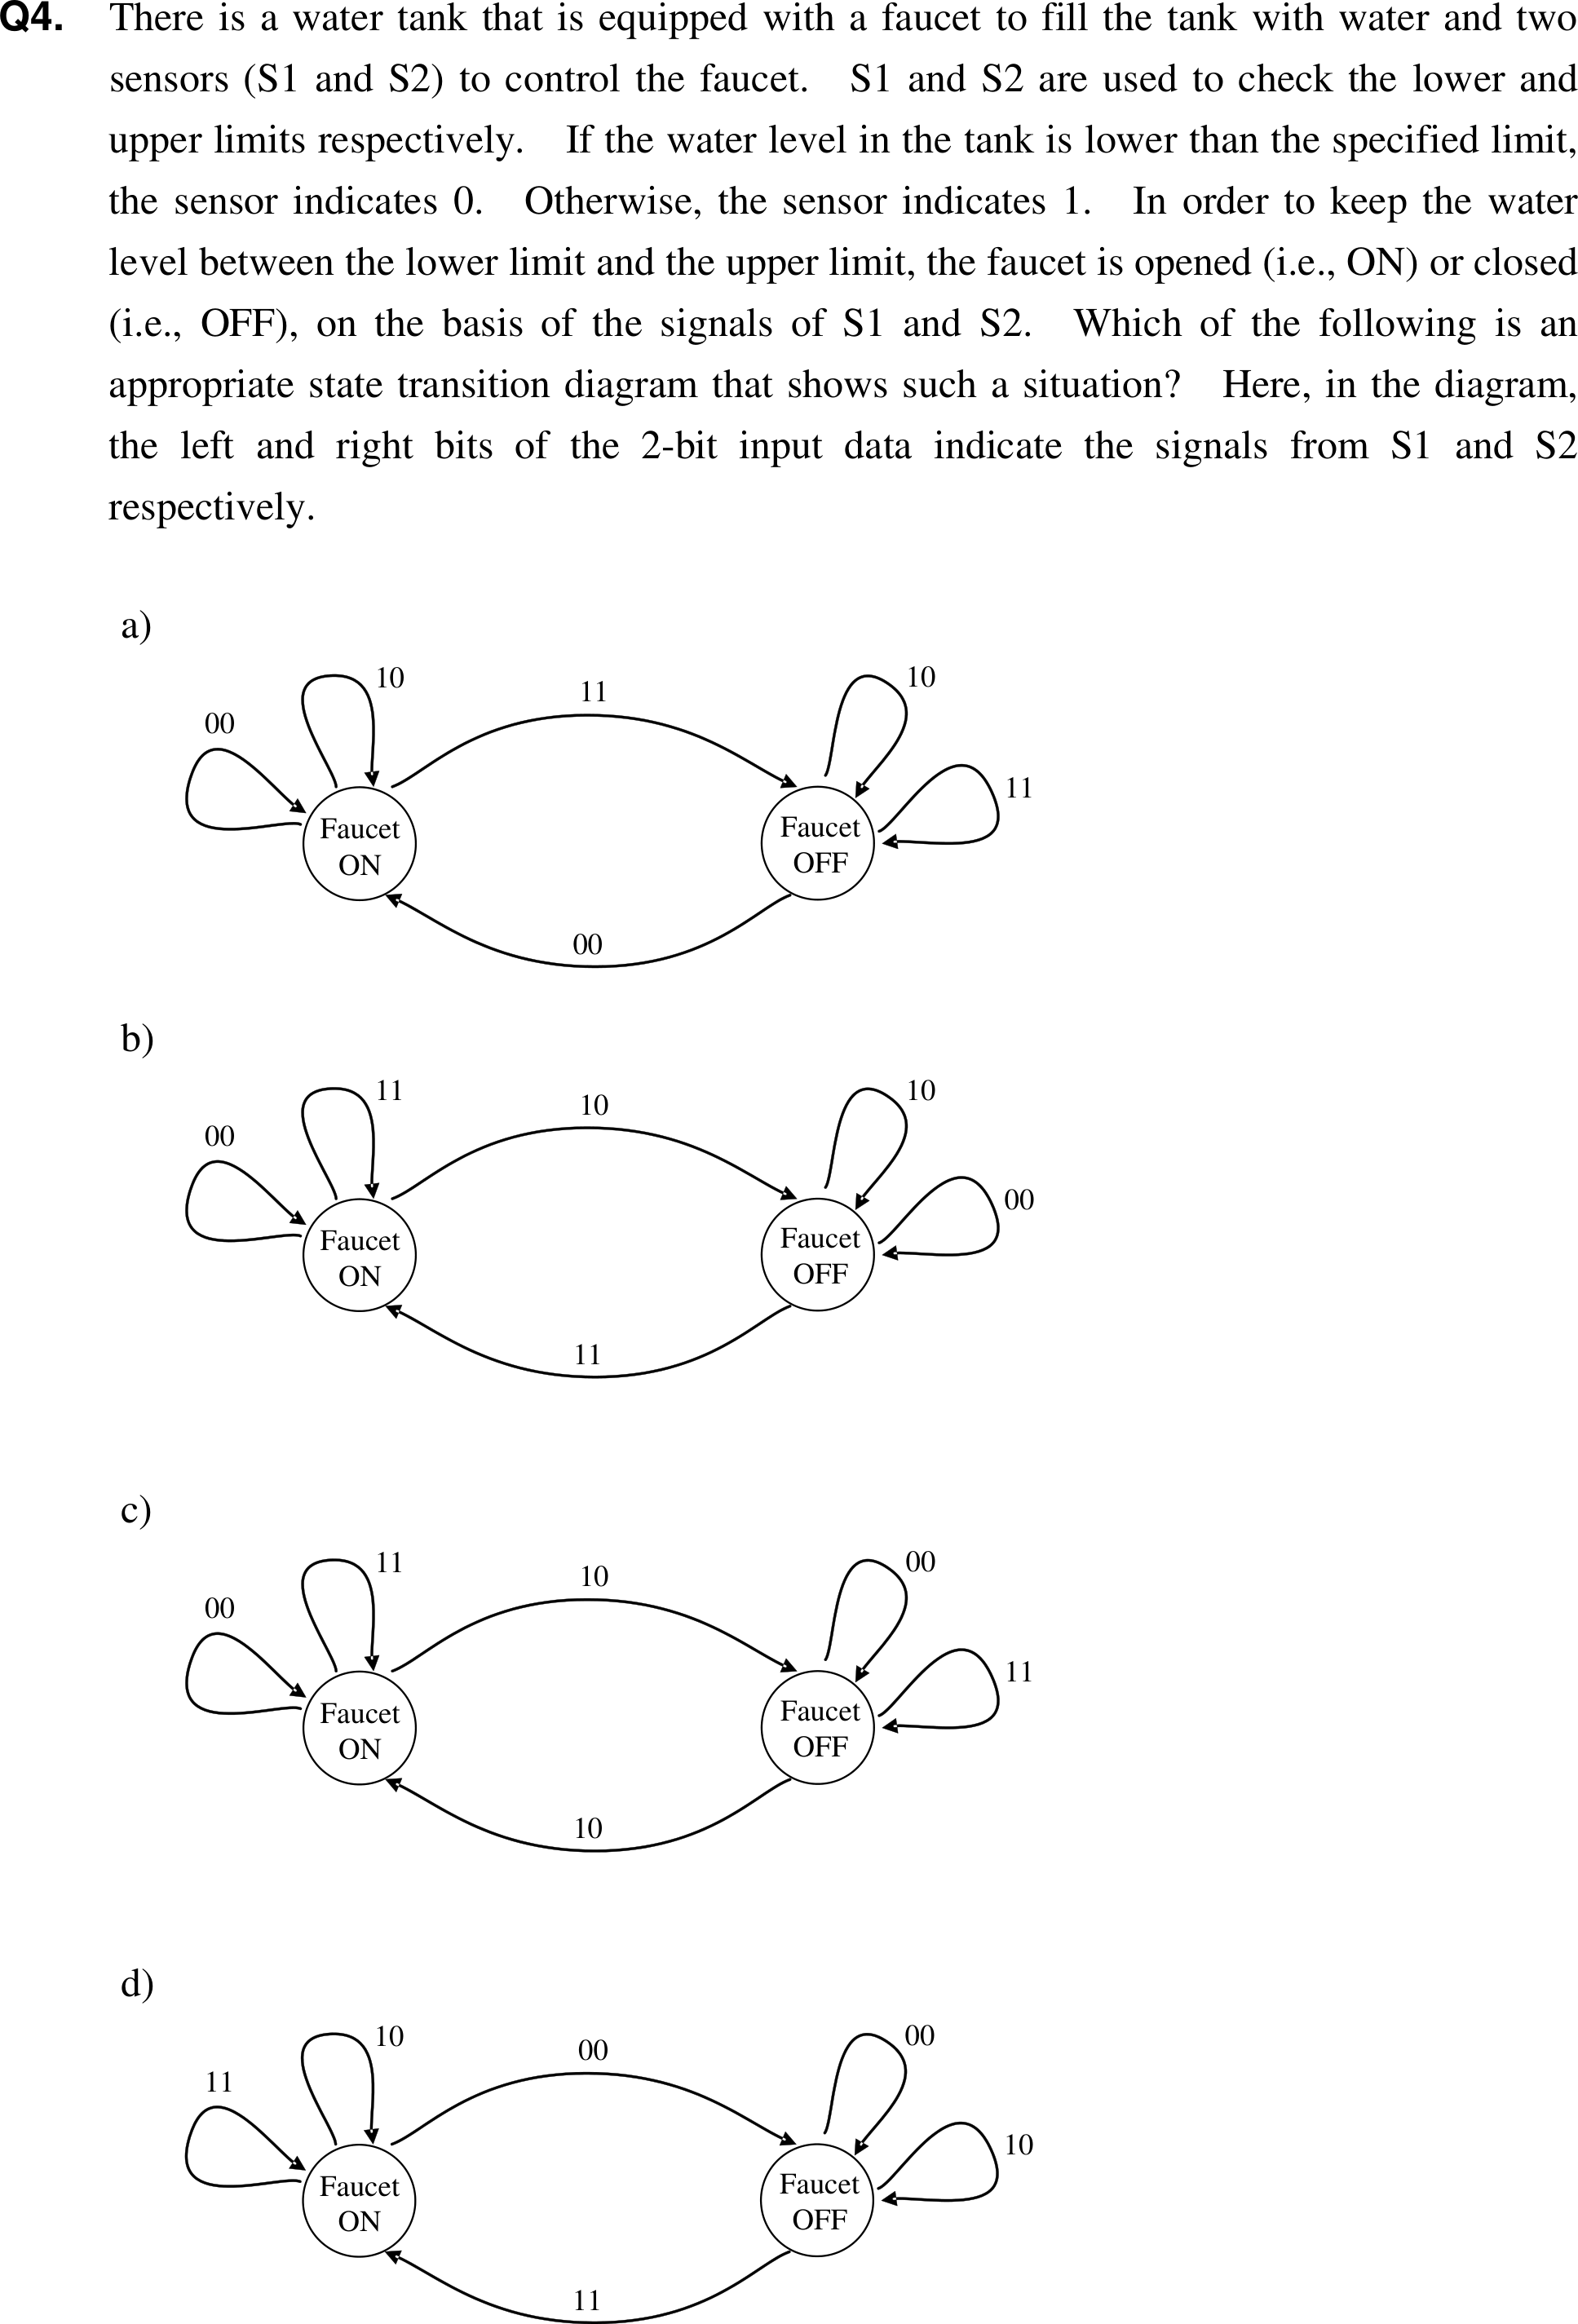 Q4. There is a water tank that is equipped with a faucet to fill the tank with water and two
sensors (S1 and S2) to control the faucet. S1 and S2 are used to check the lower and
upper limits respectively. If the water level in the tank is lower than the specified limit,
the sensor indicates 0. Otherwise, the sensor indicates 1. In order to keep the water
level between the lower limit and the upper limit, the faucet is opened (i.e., ON) or closed
(i.e., OFF), on the basis of the signals of S1 and S2. Which of the following is an
appropriate state transition diagram that shows such a situation? Here, in the diagram,
the left and right bits of the 2-bit input data indicate the signals from S1 and S2
respectively.
a)
10
11
10
00
11
Faucet
ON
Faucet
OFF
00
b)
11
10
10
00
00
Faucet
ON
Faucet
OFF
11
c)
11
10
00
00
11
Faucet
ON
Faucet
OFF
10
d)
10
00
00
11
10
Faucet
ON
Faucet
OFF
11